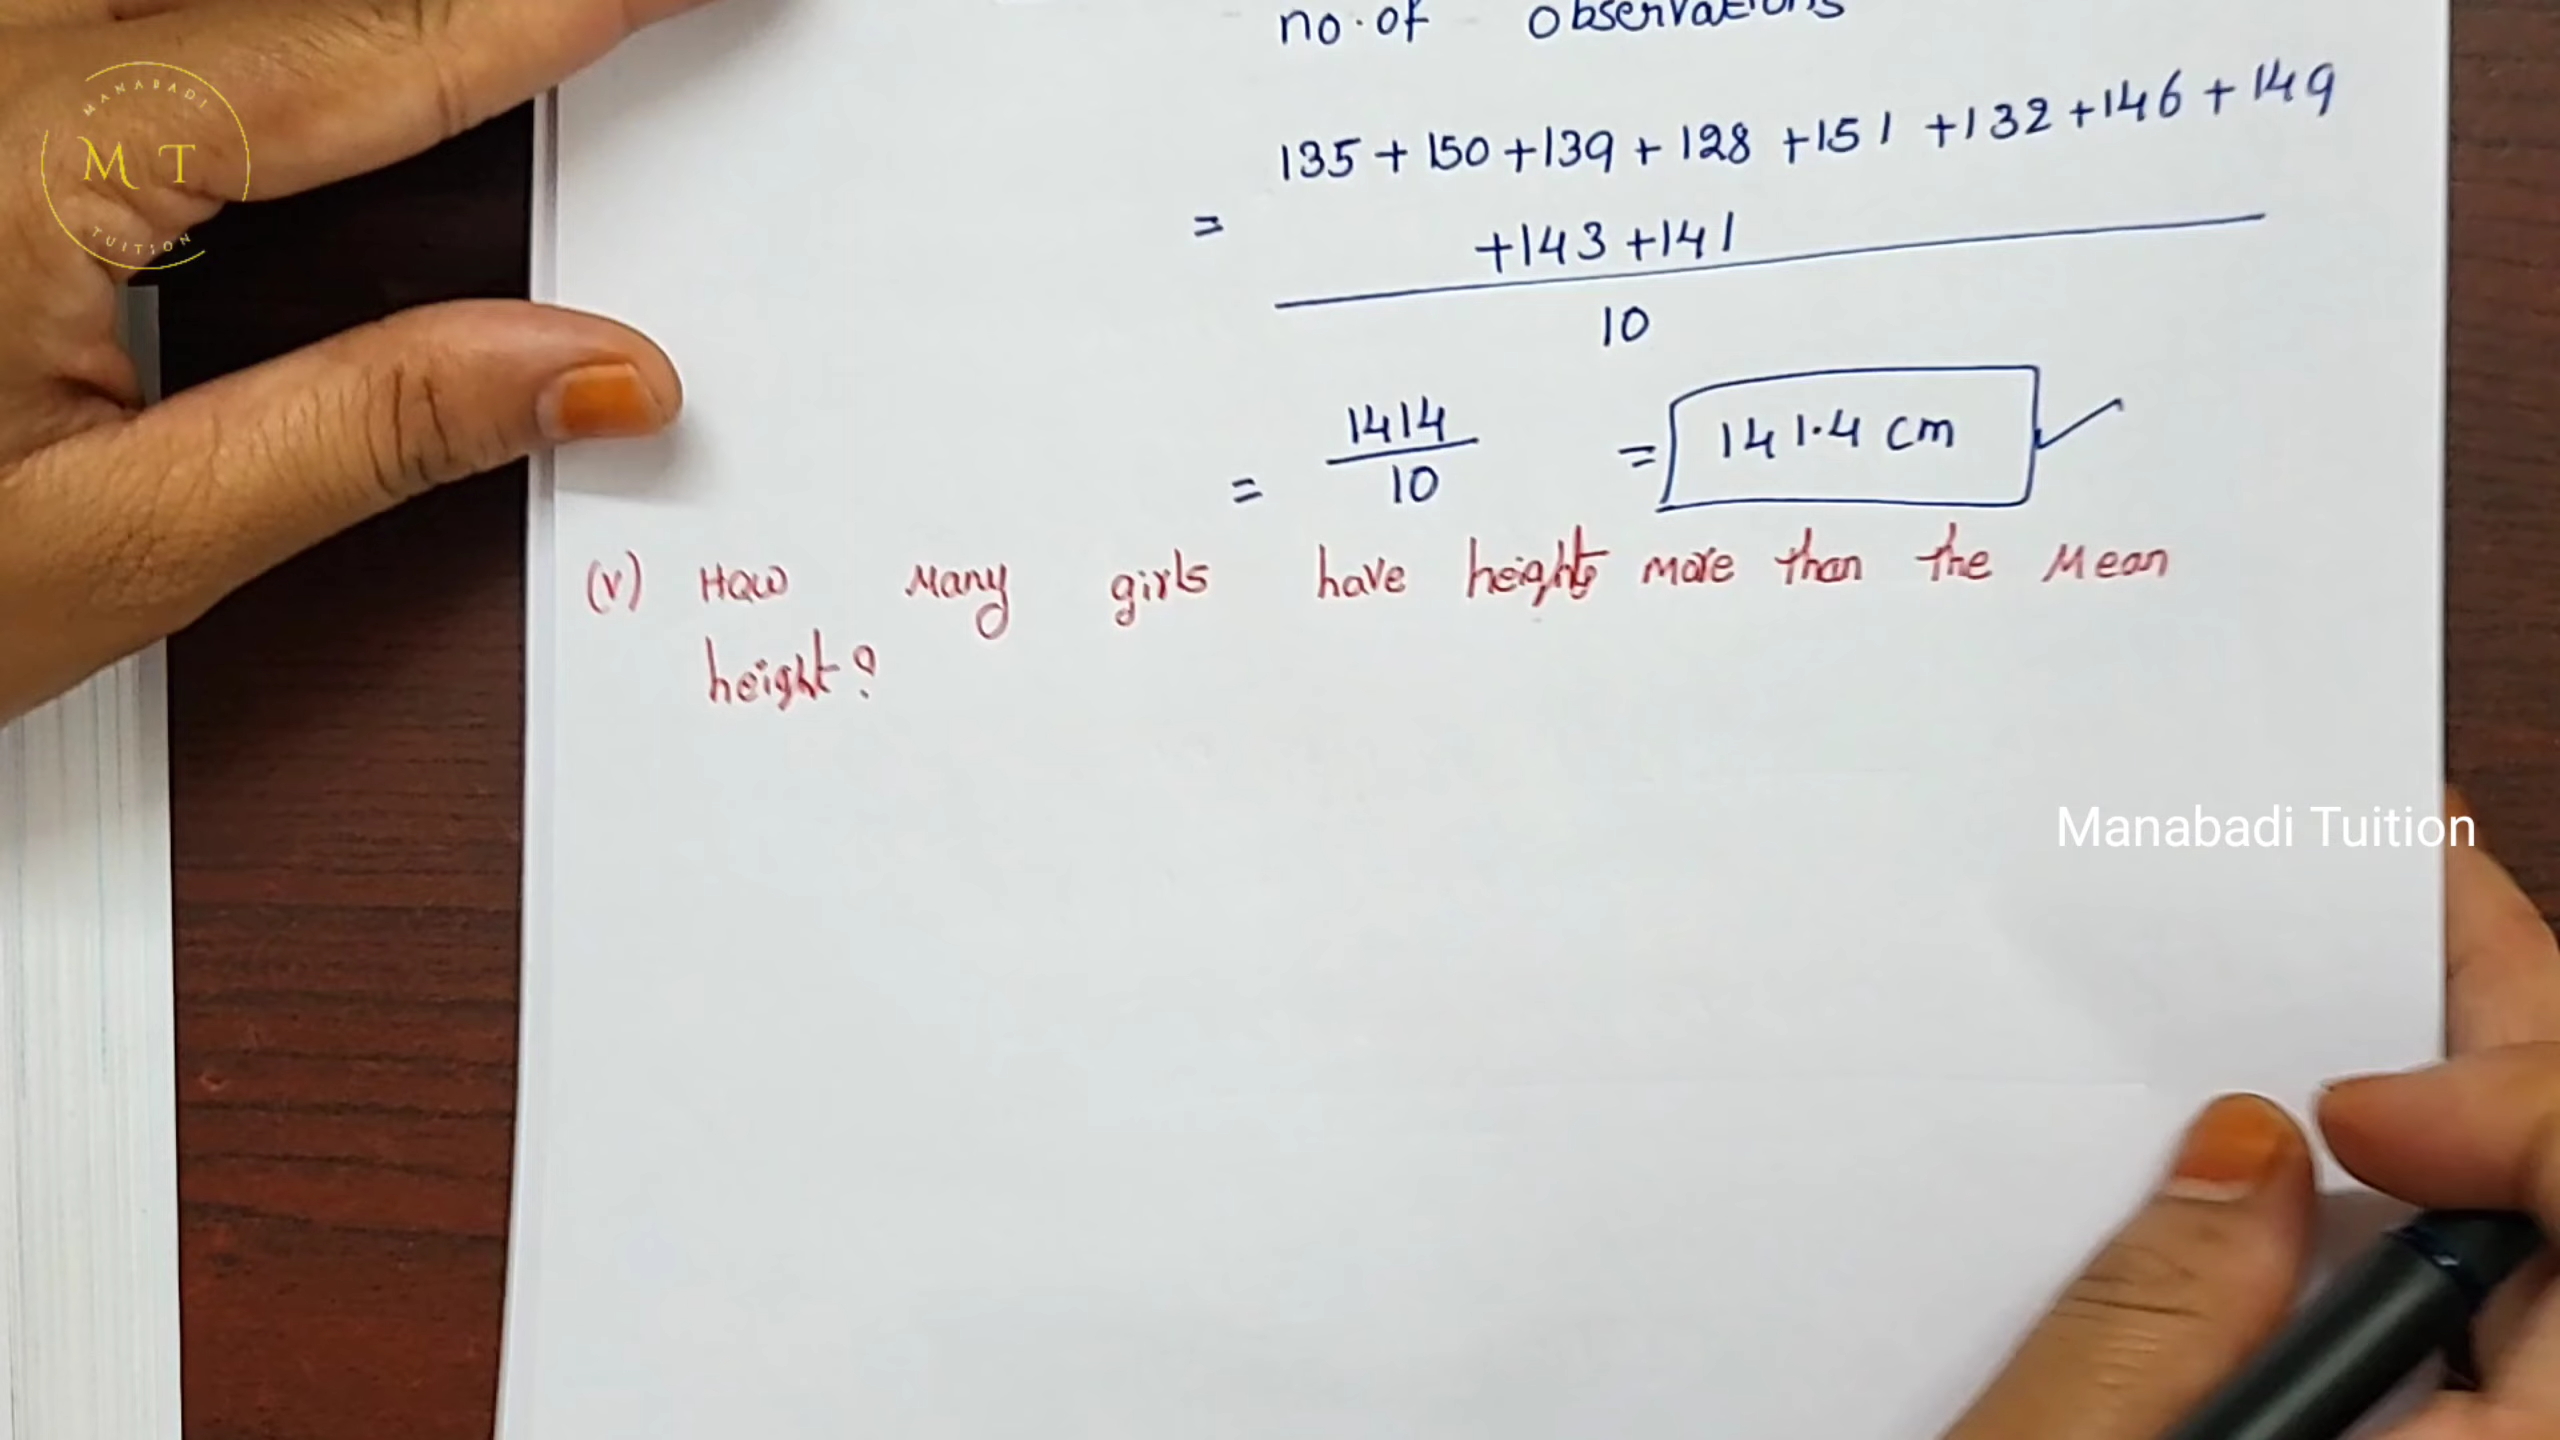 MANABADI
M T
TUITION
no. of observations
135 + 150 +139 + 128 +151 +132 +146 + 149
= +143 +141
10
= 1414
10
= 141.4 cm
(v) How Many girls have heights more than the Mean
height?
Manabadi Tuition